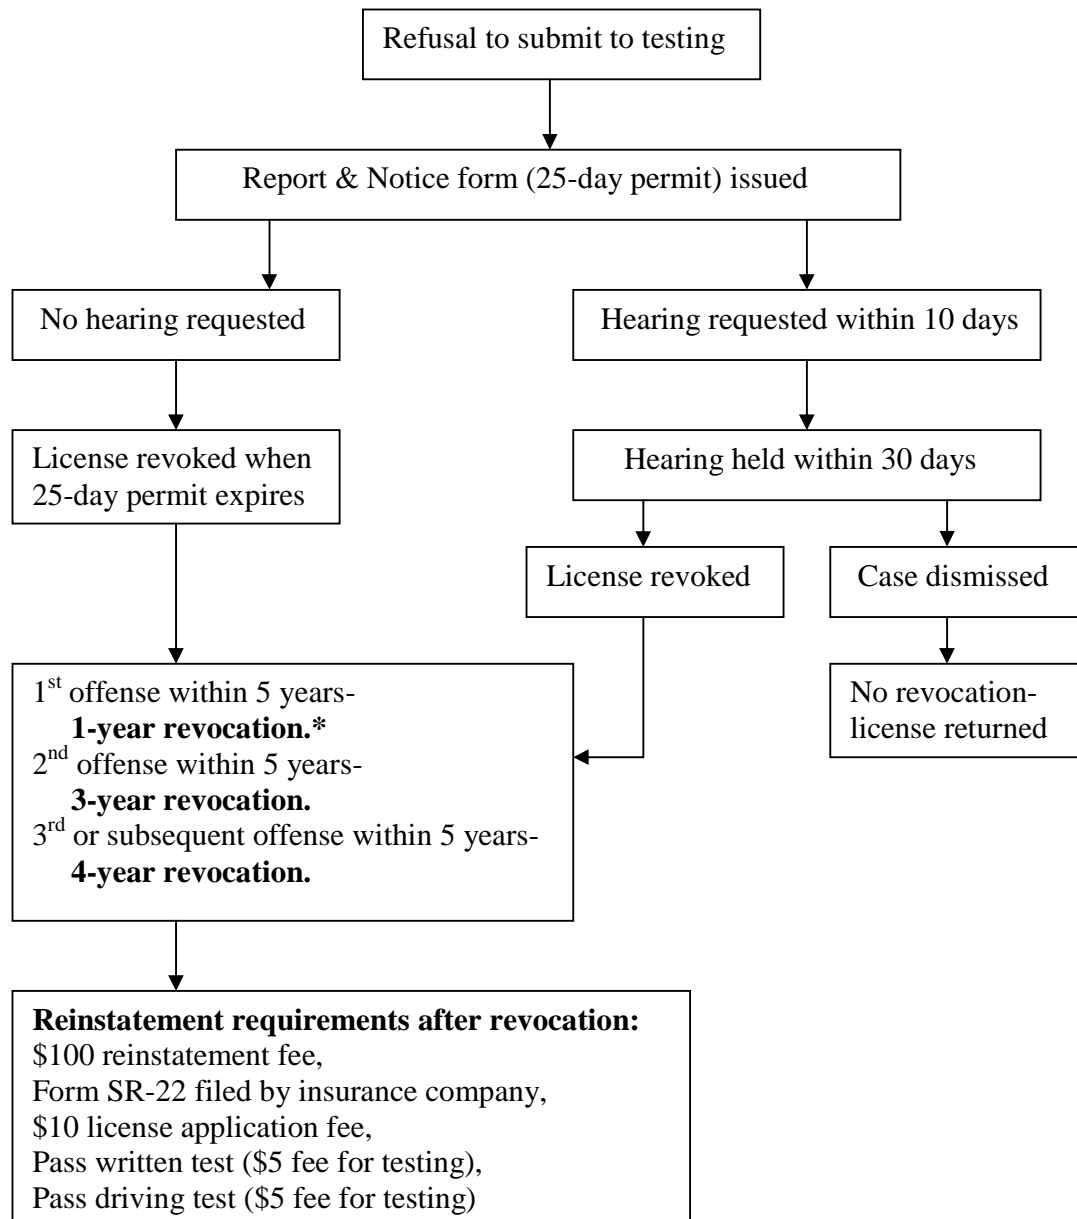 Refusal to submit to testing
Report & Notice form (25-day permit) issued
No hearing requested
Hearing requested within 10 days
License revoked when
25-day permit expires
Hearing held within 30 days
License revoked
Case dismissed
1st offense within 5 years-
1-year revocation.*
2nd offense within 5 years-
3-year revocation.
3rd or subsequent offense within 5 years-
4-year revocation.
No revocation-
license returned
Reinstatement requirements after revocation:
$100 reinstatement fee,
Form SR-22 filed by insurance company,
$10 license application fee,
Pass written test ($5 fee for testing),
Pass driving test ($5 fee for testing)